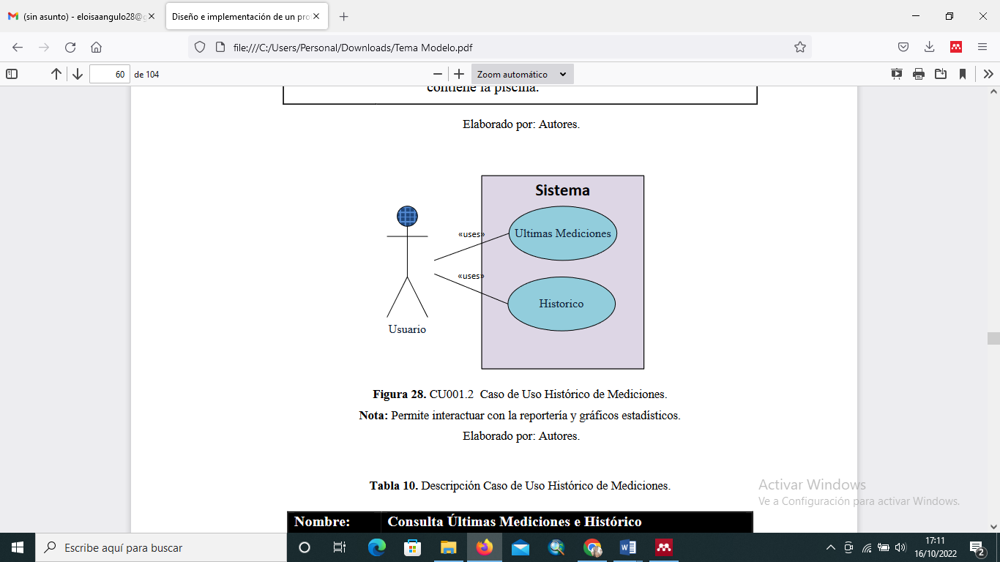 (sin asunto) - eloisaangulo28@g
Diseño e implementación de un pro
file:///C:/Users/Personal/Downloads/Tema Modelo.pdf
60 de 104
Zoom automático
contiene la piscina.
Elaborado por: Autores.
Sistema
«uses»
Ultimas Mediciones
«uses»
Historico
Usuario
Figura 28. CU001.2 Caso de Uso Histórico de Mediciones.
Nota: Permite interactuar con la reportería y gráficos estadísticos.
Elaborado por: Autores.
Tabla 10. Descripción Caso de Uso Histórico de Mediciones.
Activar Windows
Ve a Configuración para activar Windows.
Nombre: Consulta Últimas Mediciones e Histórico
Escribe aquí para buscar
17:11
16/10/2022
2